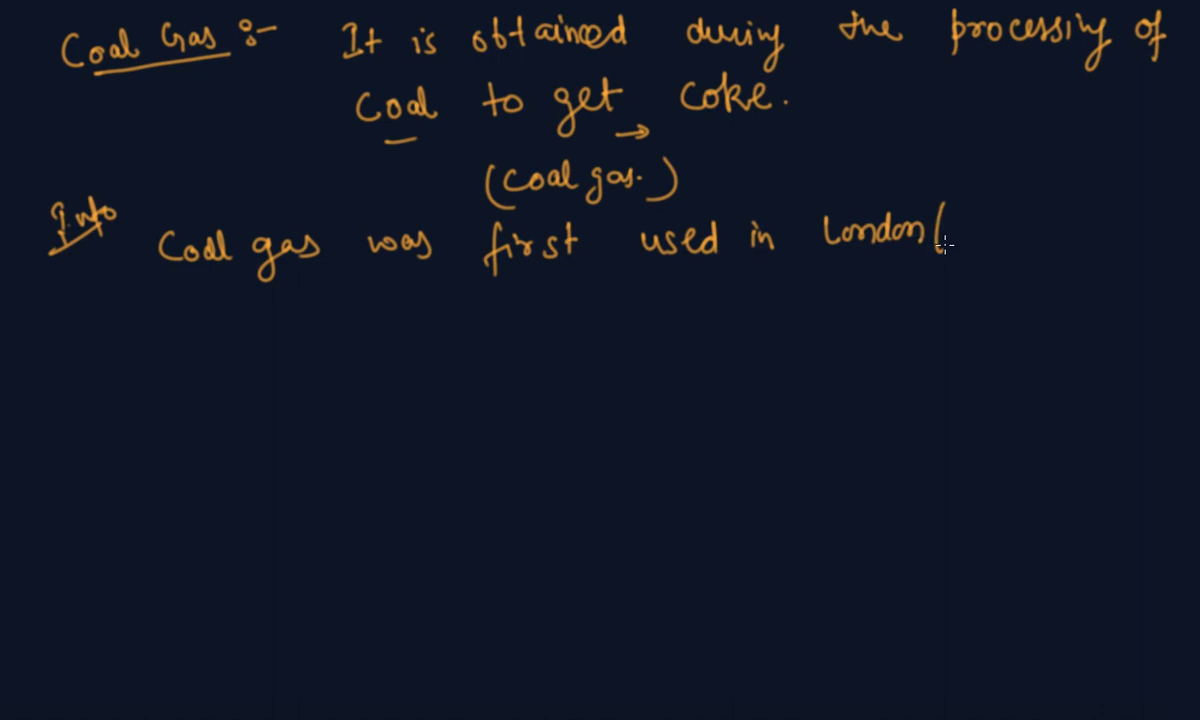 Coal Gas :- It is obtained during the processing of
Coal to get → coke.
(Coal gas.)
Info
Coal gas was first used in London (